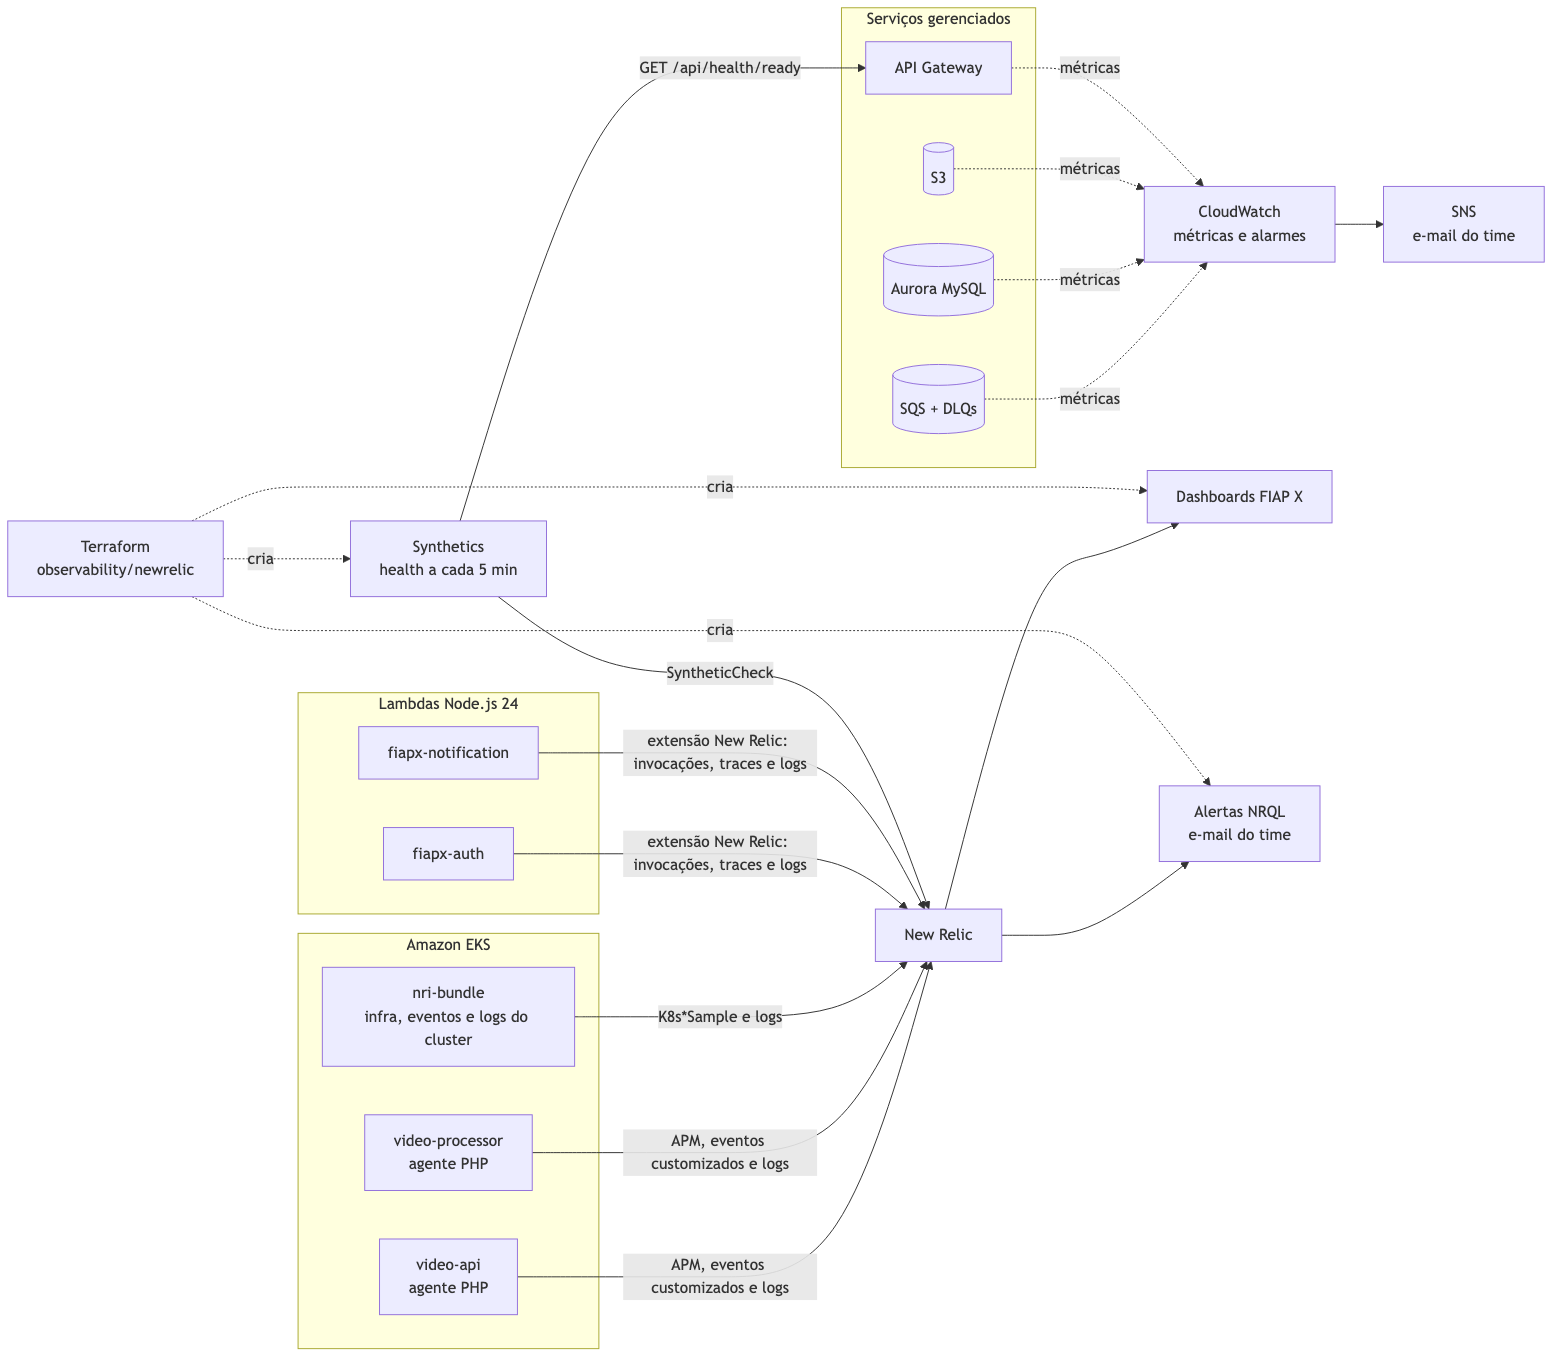 Serviços gerenciados
GET /api/health/ready
API Gateway
métricas
S3
métricas
CloudWatch
métricas e alarmes
SNS
e-mail do time
Aurora MySQL
métricas
SQS + DLQs
métricas
cria
Dashboards FIAP X
Terraform
observability/newrelic
cria
Synthetics
health a cada 5 min
cria
SyntheticCheck
Lambdas Node.js 24
fiapx-notification
extensão New Relic:
invocações, traces e logs
fiapx-auth
extensão New Relic:
invocações, traces e logs
Alertas NRQL
e-mail do time
New Relic
Amazon EKS
nri-bundle
infra, eventos e logs do
cluster
K8s*Sample e logs
video-processor
agente PHP
APM, eventos
customizados e logs
video-api
agente PHP
APM, eventos
customizados e logs